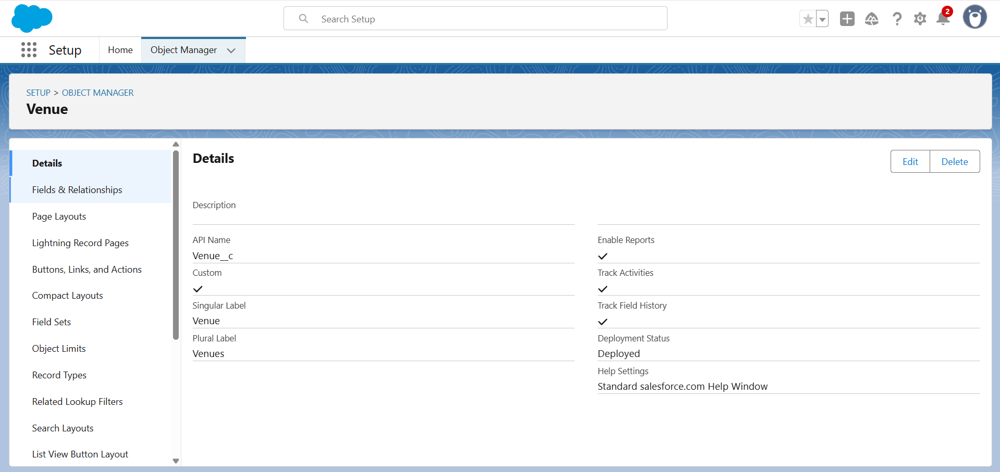 Search Setup
2
Setup
Home
Object Manager
SETUP > OBJECT MANAGER
Venue
Details
Fields & Relationships
Page Layouts
Lightning Record Pages
Buttons, Links, and Actions
Compact Layouts
Field Sets
Object Limits
Record Types
Related Lookup Filters
Search Layouts
List View Button Layout
Details
Edit
Delete
Description
API Name
Venue__c
Custom
Singular Label
Venue
Plural Label
Venues
Enable Reports
Track Activities
Track Field History
Deployment Status
Deployed
Help Settings
Standard salesforce.com Help Window